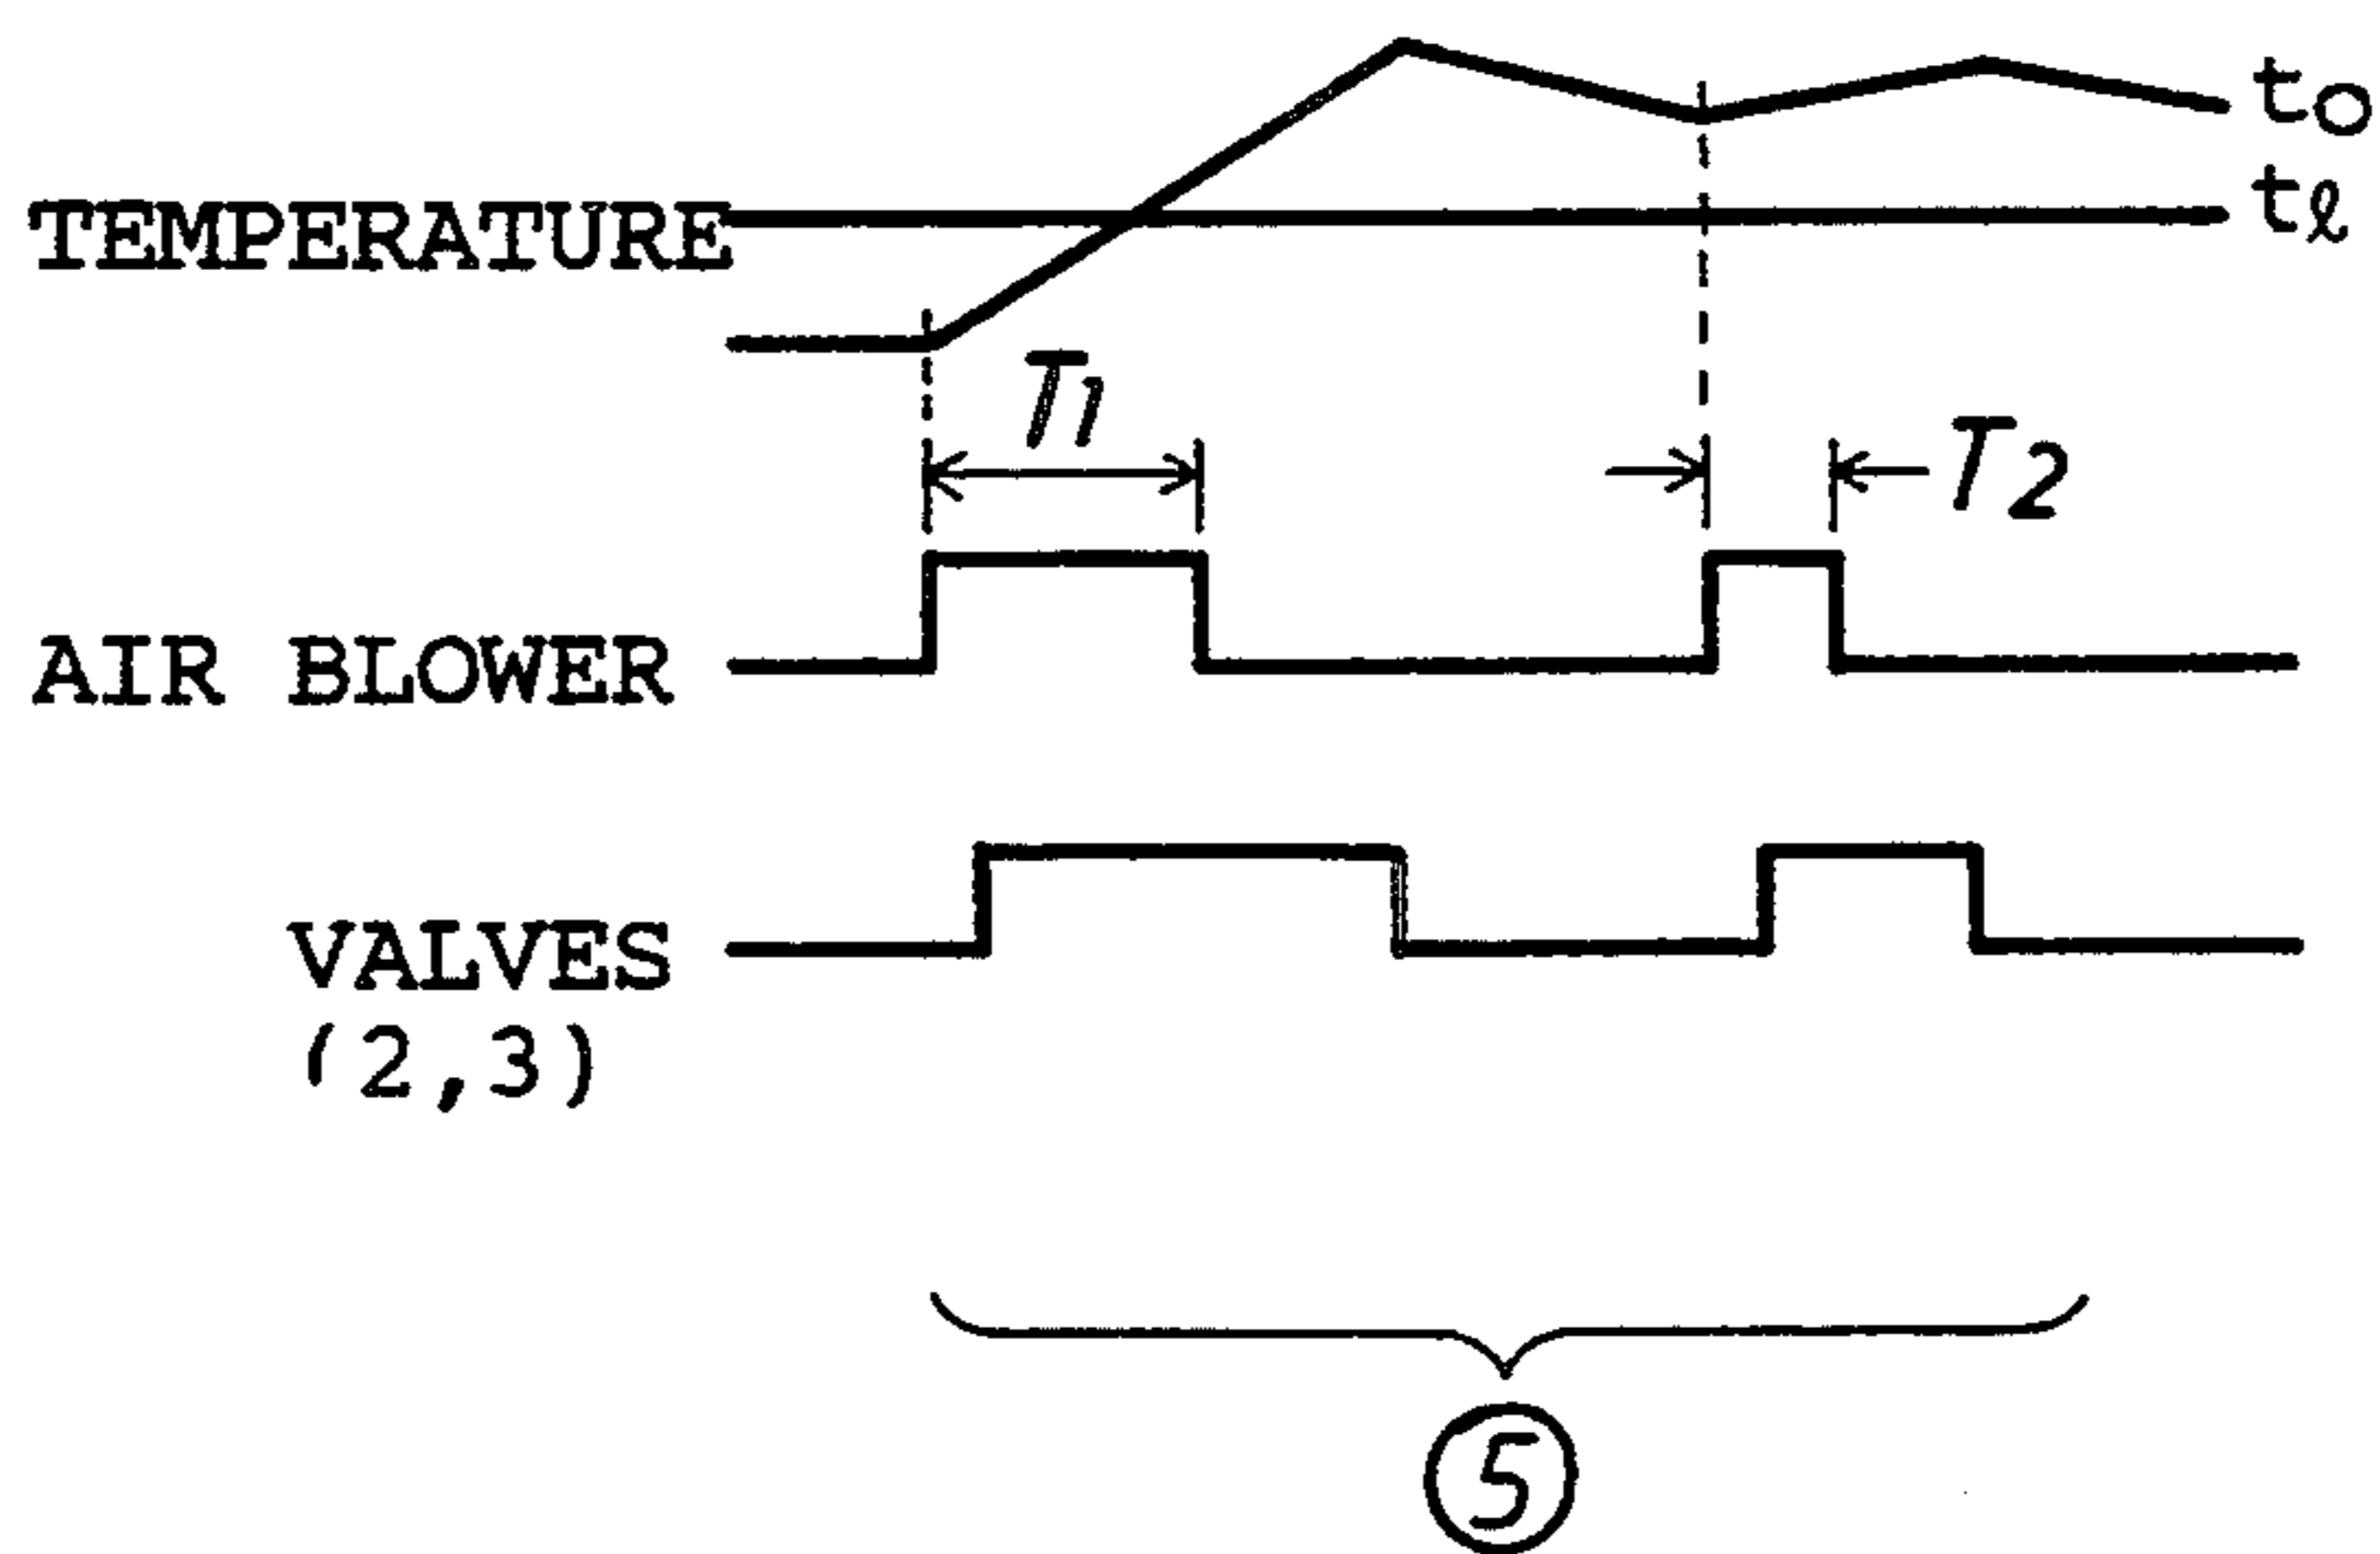 to
tℓ
TEMPERATURE
T1
T2
AIR BLOWER
VALVES
(2,3)
5